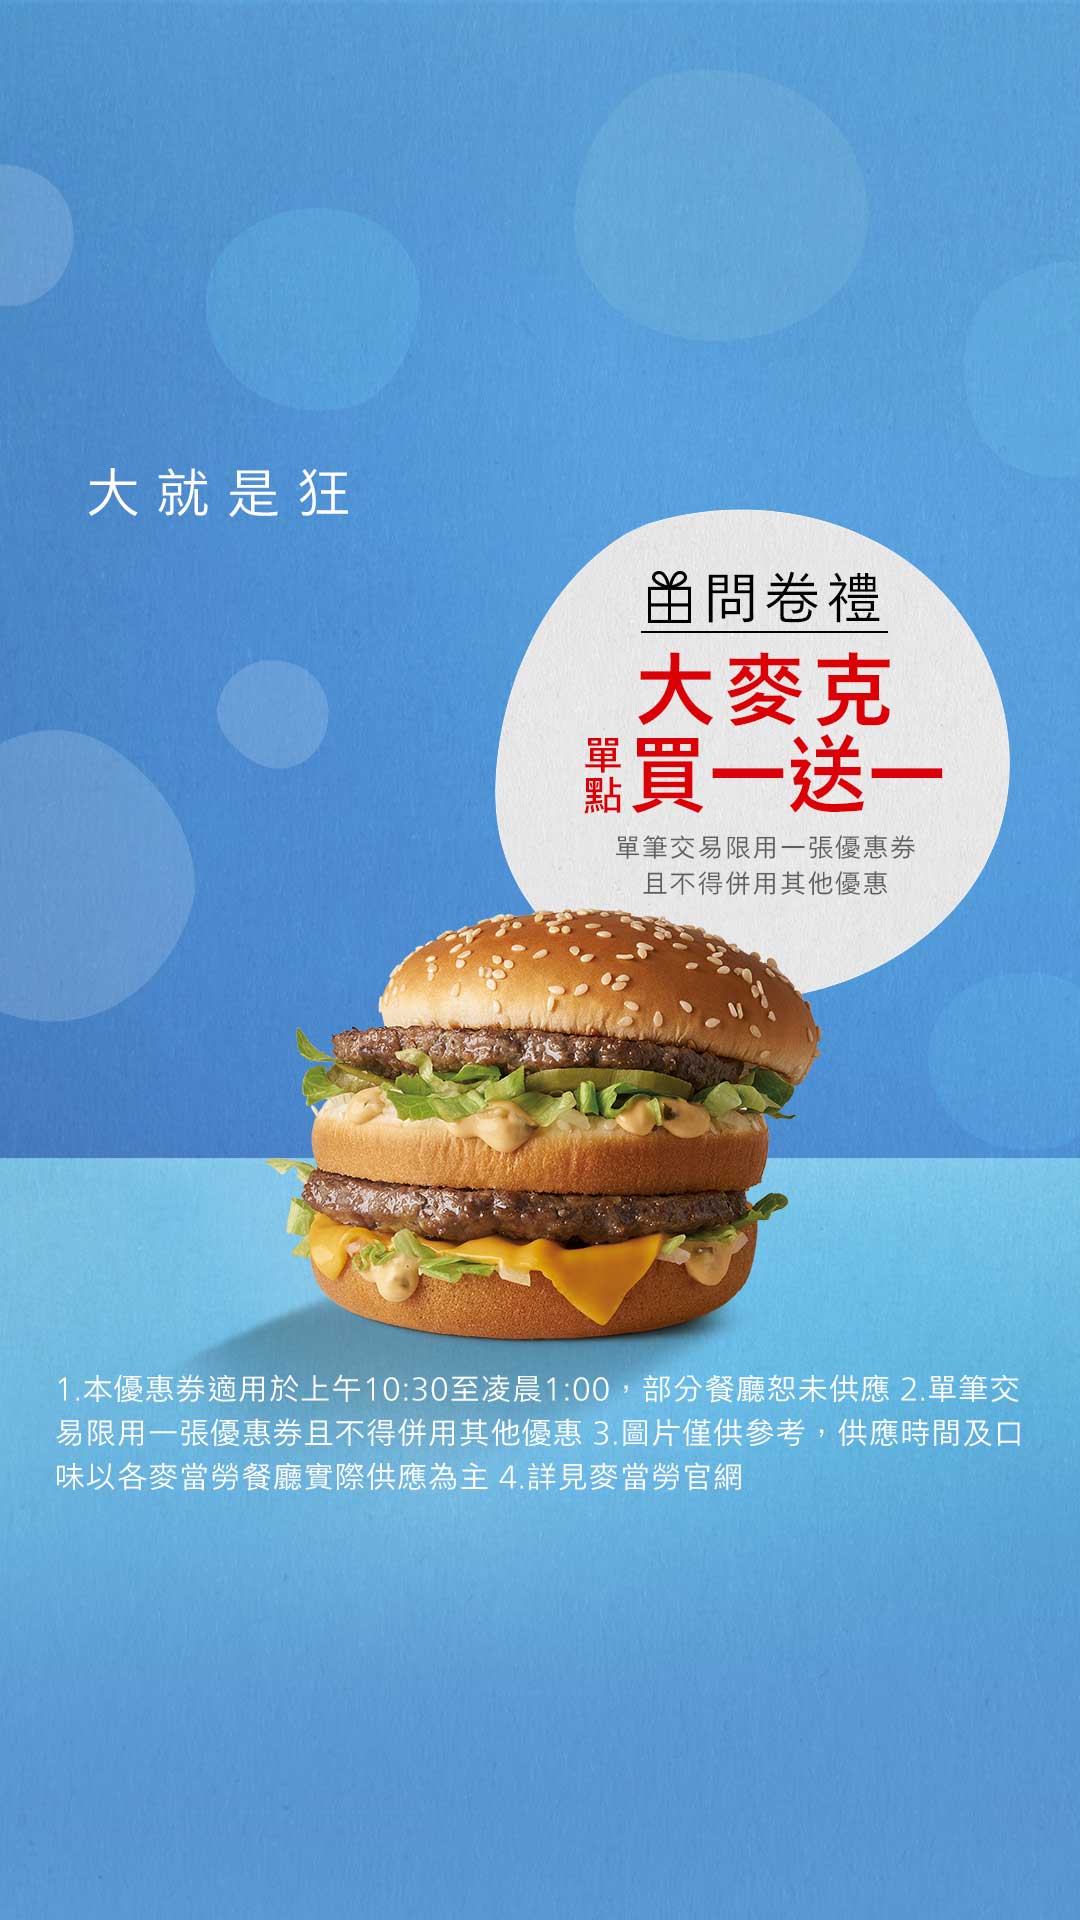 大就是狂
問卷禮
大麥克
單點買一送一
單筆交易限用一張優惠券
且不得併用其他優惠
1.本優惠券適用於上午10:30至凌晨1:00，部分餐廳恕未供應 2.單筆交
易限用一張優惠券且不得併用其他優惠 3.圖片僅供參考，供應時間及口
味以各麥當勞餐廳實際供應為主 4.詳見麥當勞官網